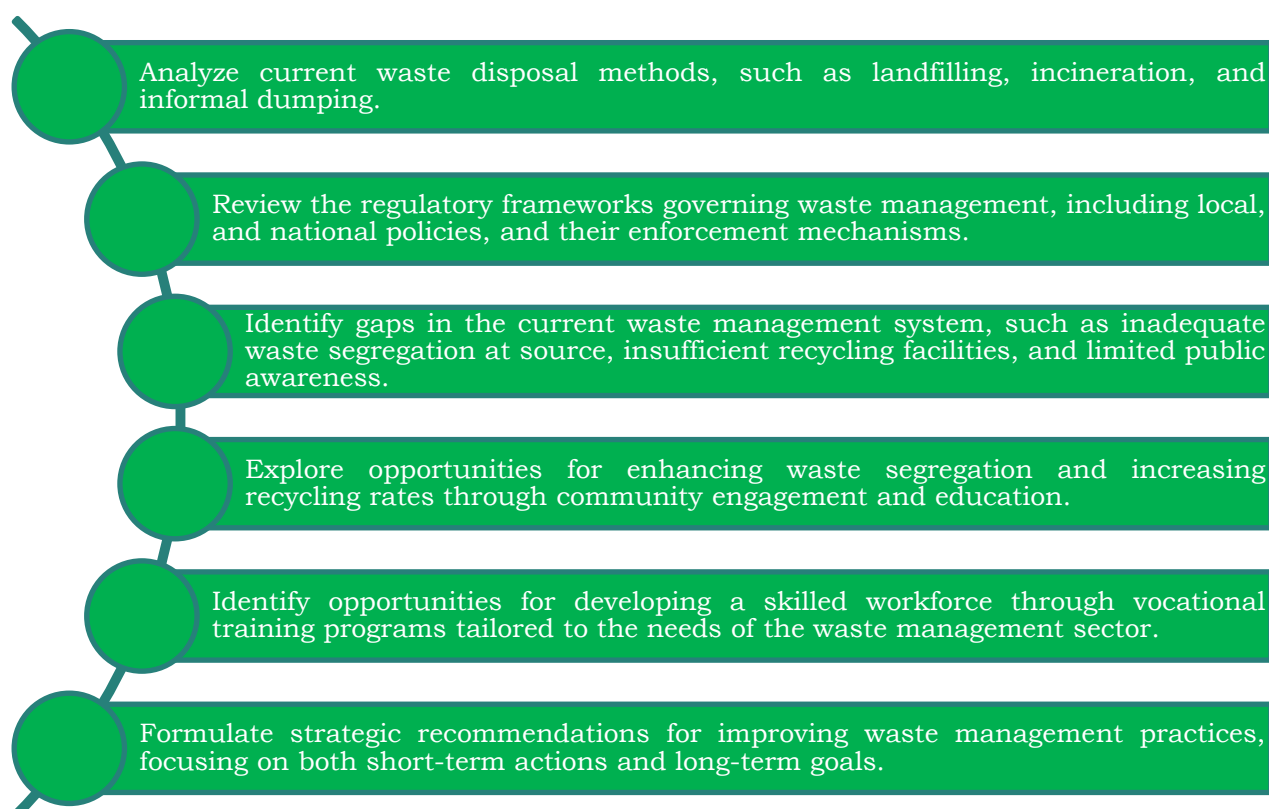 Analyze current waste disposal methods, such as landfilling, incineration, and
informal dumping.
Review the regulatory frameworks governing waste management, including local,
and national policies, and their enforcement mechanisms.
Identify gaps in the current waste management system, such as inadequate
waste segregation at source, insufficient recycling facilities, and limited public
awareness.
Explore opportunities for enhancing waste segregation and increasing
recycling rates through community engagement and education.
Identify opportunities for developing a skilled workforce through vocational
training programs tailored to the needs of the waste management sector.
Formulate strategic recommendations for improving waste management practices,
focusing on both short-term actions and long-term goals.